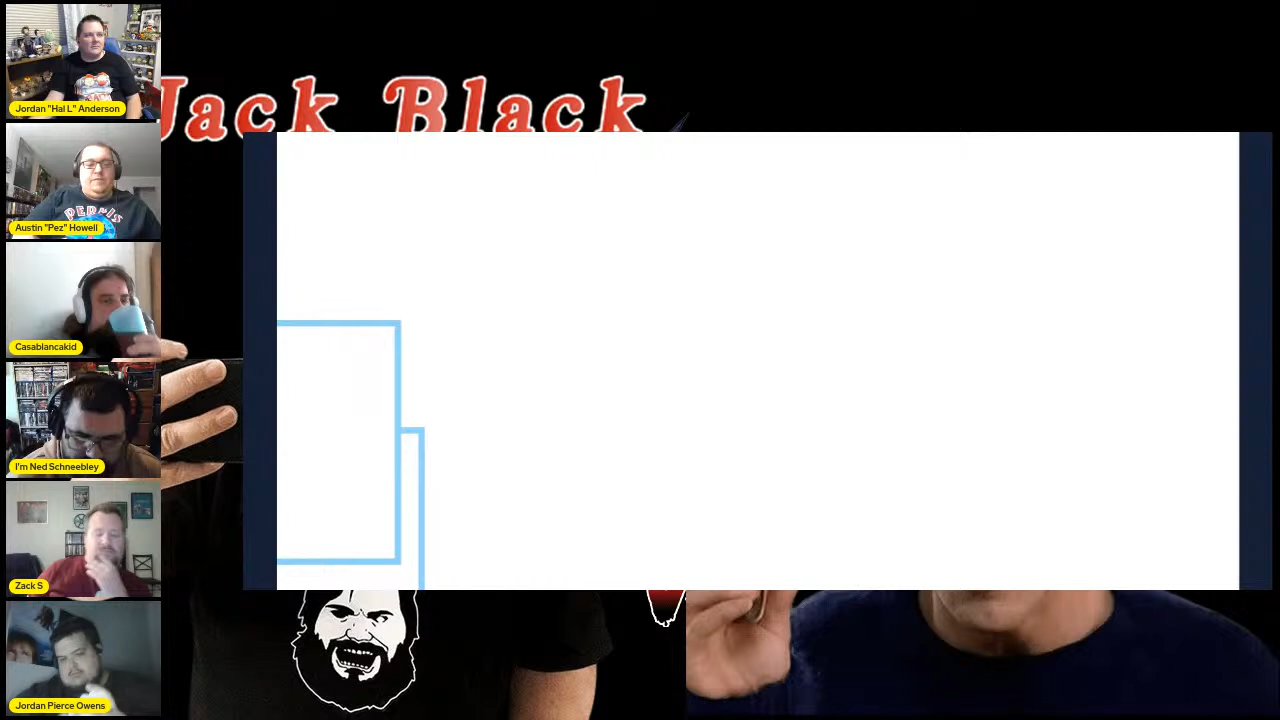 Jack Black
Jordan "Hal L" Anderson
Austin "Pez" Howell
Casablancakid
I'm Ned Schneebley
Zack S
Jordan Pierce Owens